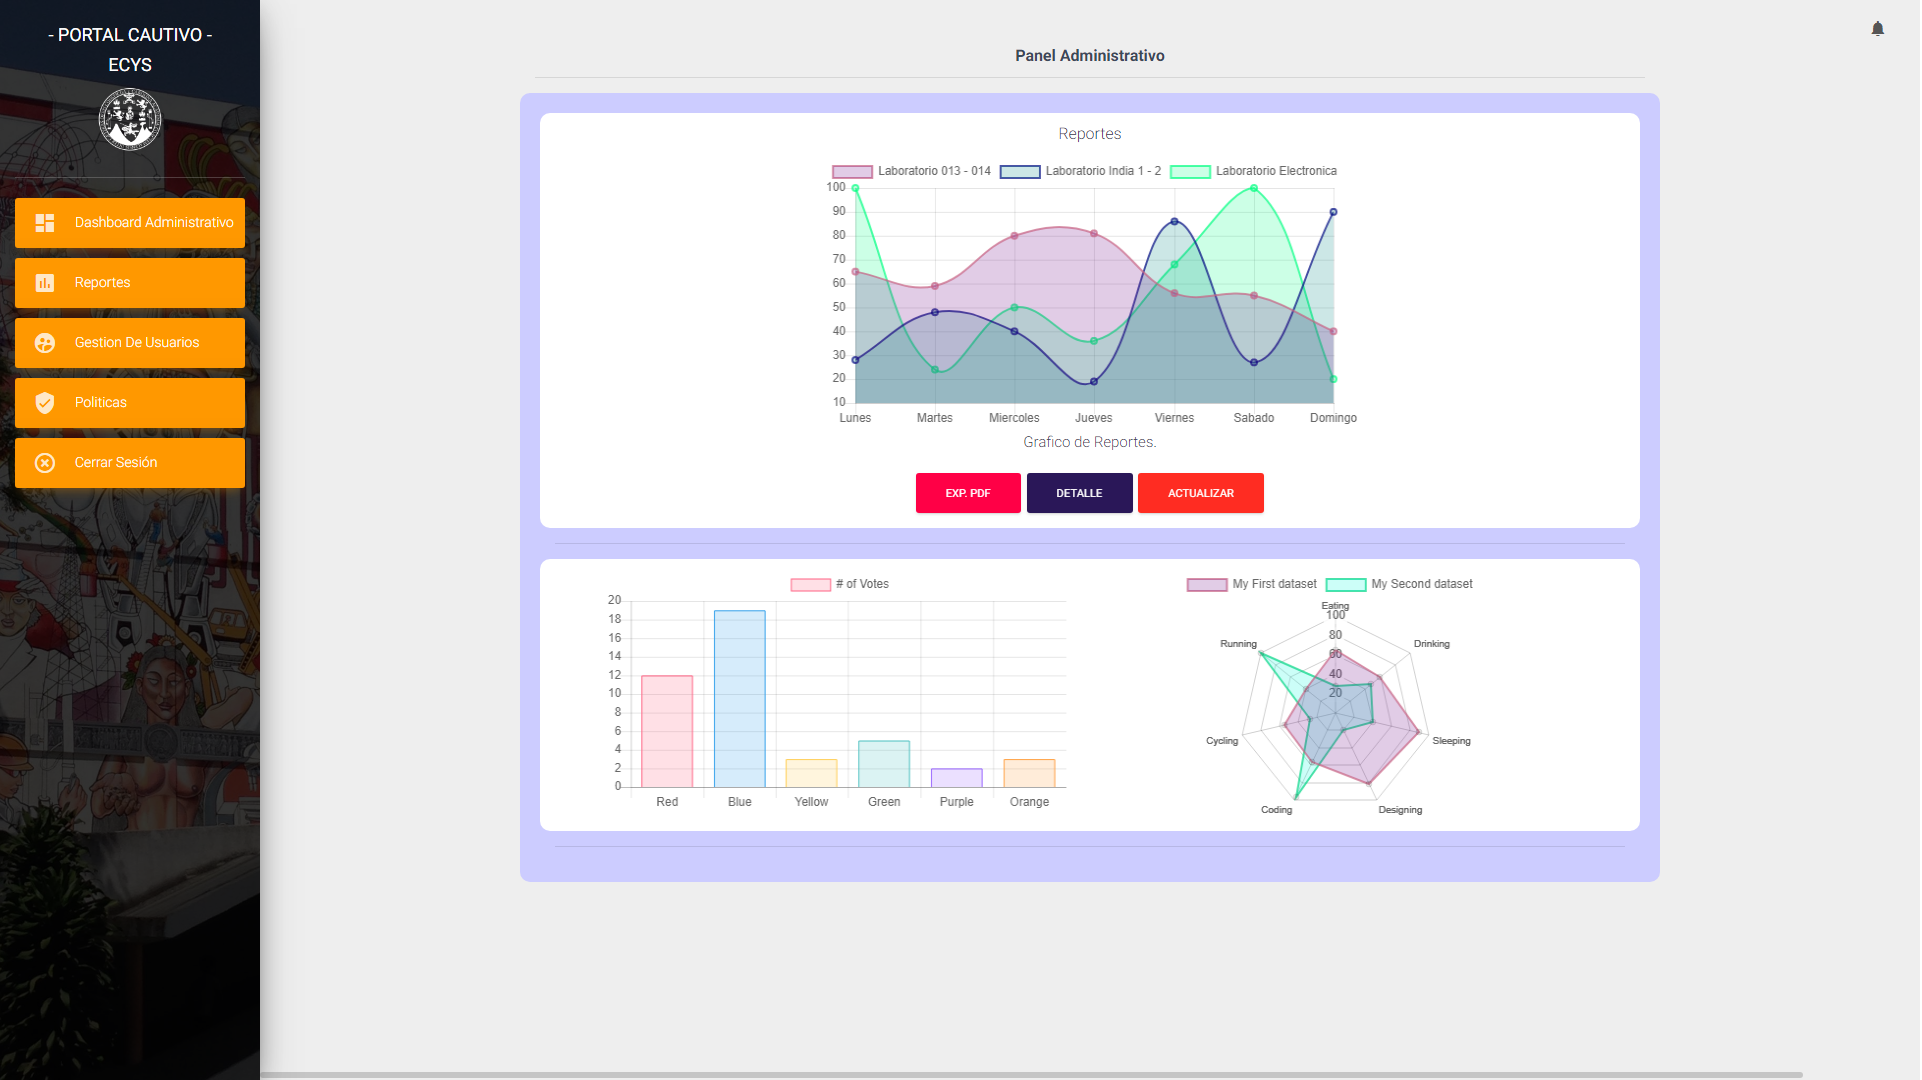 - PORTAL CAUTIVO -
ECYS
Dashboard Administrativo
Reportes
Gestion De Usuarios
Politicas
Cerrar Sesión
Panel Administrativo
Reportes
Laboratorio 013 - 014 Laboratorio India 1 - 2 Laboratorio Electronica
100
90
80
70
60
50
40
30
20
10
Lunes Martes Miercoles Jueves Viernes Sabado Domingo
Grafico de Reportes.
EXP. PDF DETALLE ACTUALIZAR
# of Votes
20
18
16
14
12
10
8
6
4
2
0
Red Blue Yellow Green Purple Orange
My First dataset My Second dataset
Eating
100
80
60
40
20
Running Drinking
Cycling Sleeping
Coding Designing